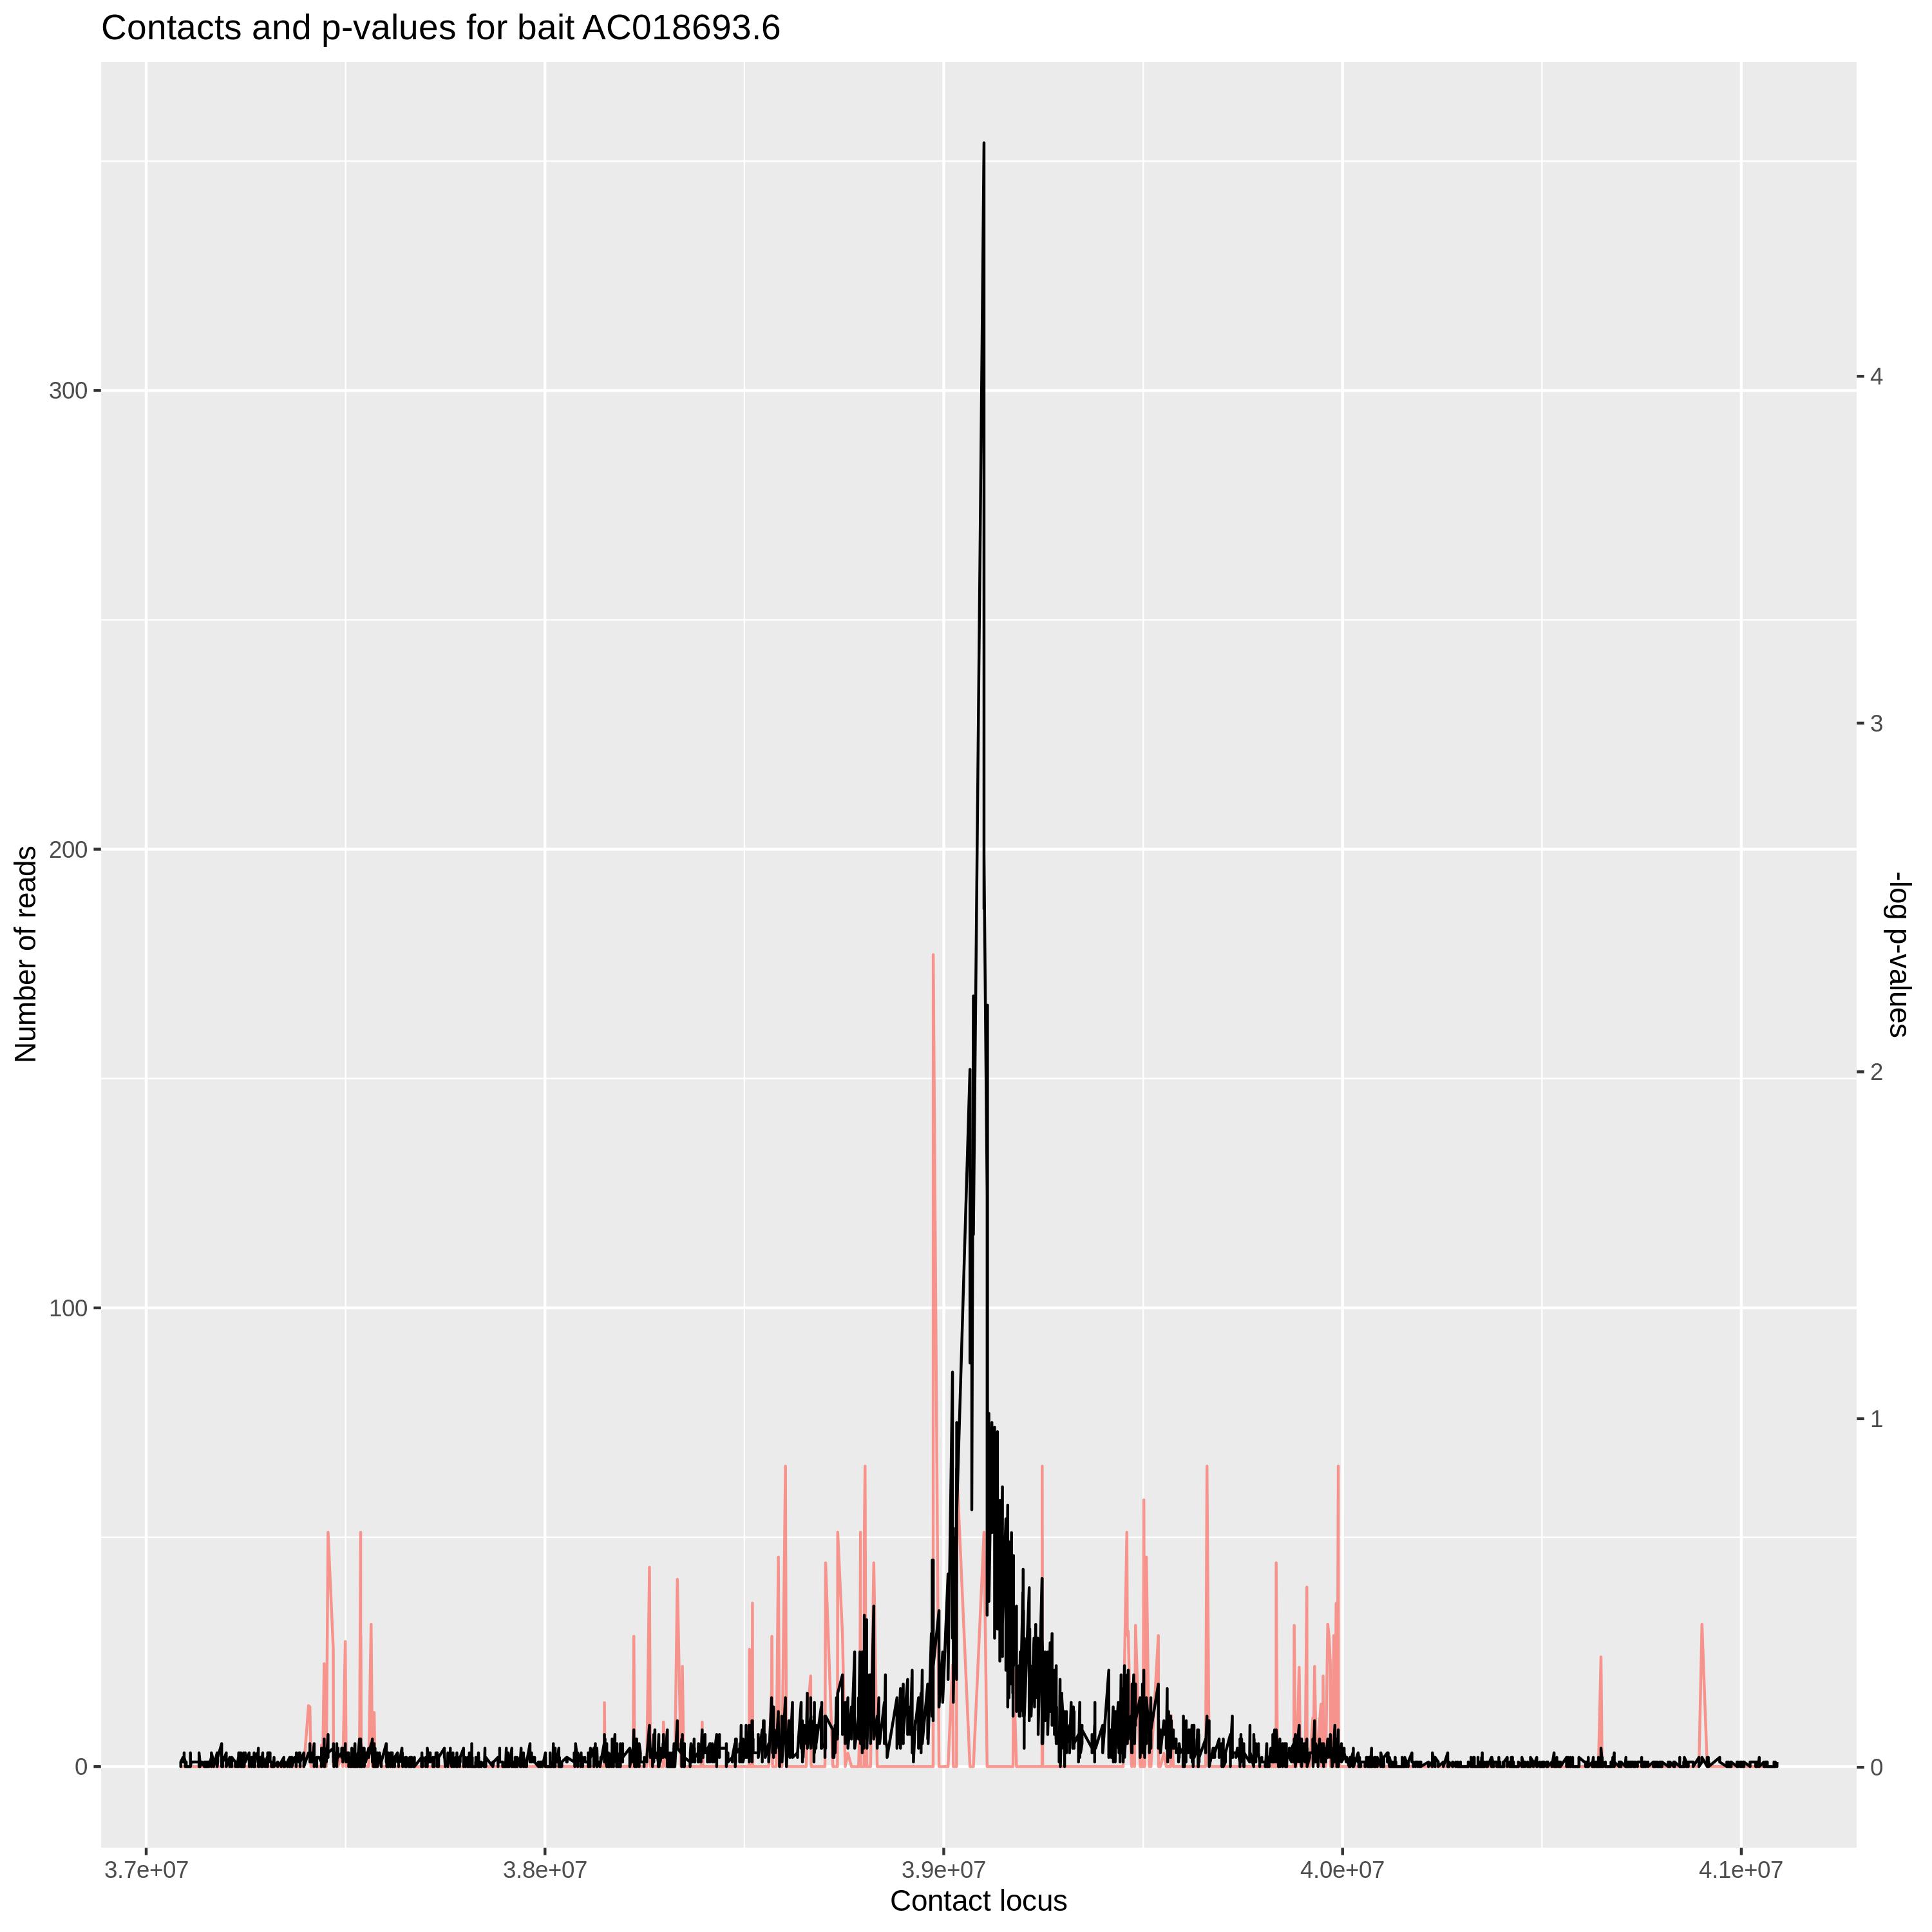 Contacts and p-values for bait AC018693.6
300
200
100
0
4
3
2
1
0
Number of reads
-log p-values
3.7e+07 3.8e+07 3.9e+07 4.0e+07 4.1e+07
Contact locus